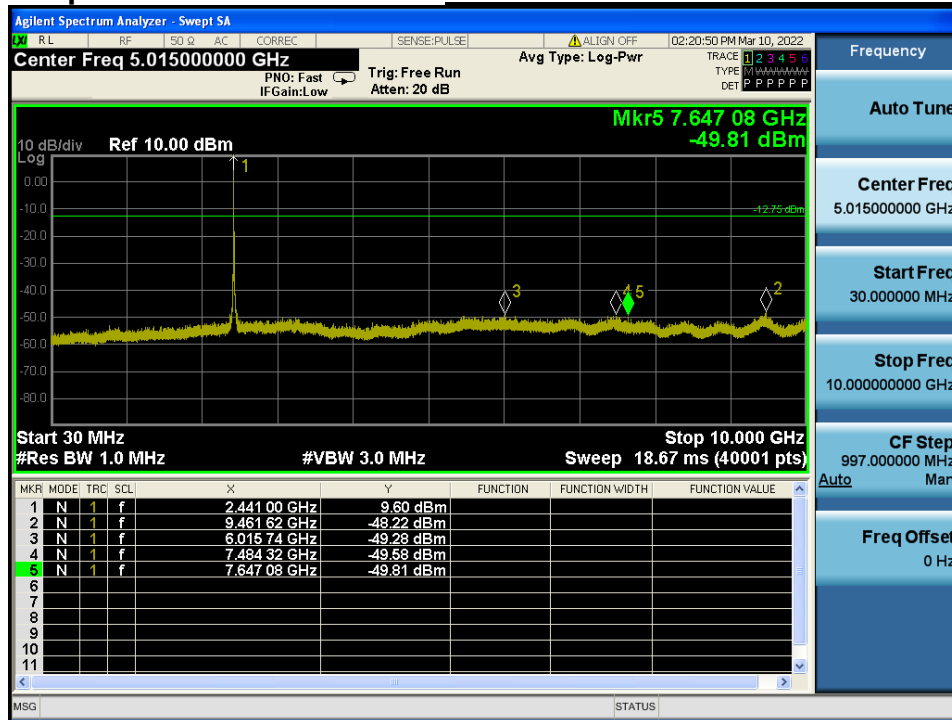 Agilent Spectrum Analyzer - Swept SA
LXI RL RF 50 Ω AC CORREC SENSE:PULSE ALIGN OFF 02:20:50 PM Mar 10, 2022
Center Freq 5.015000000 GHz
PNO: Fast
IFGain:Low
Trig: Free Run
Atten: 20 dB
Avg Type: Log-Pwr
TRACE 1 2 3 4 5 6
TYPE M
DET P P P P P P
Mkr5 7.647 08 GHz
-49.81 dBm
10 dB/div Ref 10.00 dBm
Log
0.00
-10.0
-20.0
-30.0
-40.0
-50.0
-60.0
-70.0
-80.0
-12.75 dBm
1
3
4 5
2
Start 30 MHz Stop 10.000 GHz
#Res BW 1.0 MHz #VBW 3.0 MHz Sweep 18.67 ms (40001 pts)
MKR MODE TRC SCL X Y FUNCTION FUNCTION WIDTH FUNCTION VALUE
1 N 1 f 2.441 00 GHz 9.60 dBm
2 N 1 f 9.461 62 GHz -48.22 dBm
3 N 1 f 6.015 74 GHz -49.28 dBm
4 N 1 f 7.484 32 GHz -49.58 dBm
5 N 1 f 7.647 08 GHz -49.81 dBm
6
7
8
9
10
11
MSG STATUS
Frequency
Auto Tune
Center Freq
5.015000000 GHz
Start Freq
30.000000 MHz
Stop Freq
10.000000000 GHz
CF Step
997.000000 MHz
Auto Man
Freq Offset
0 Hz